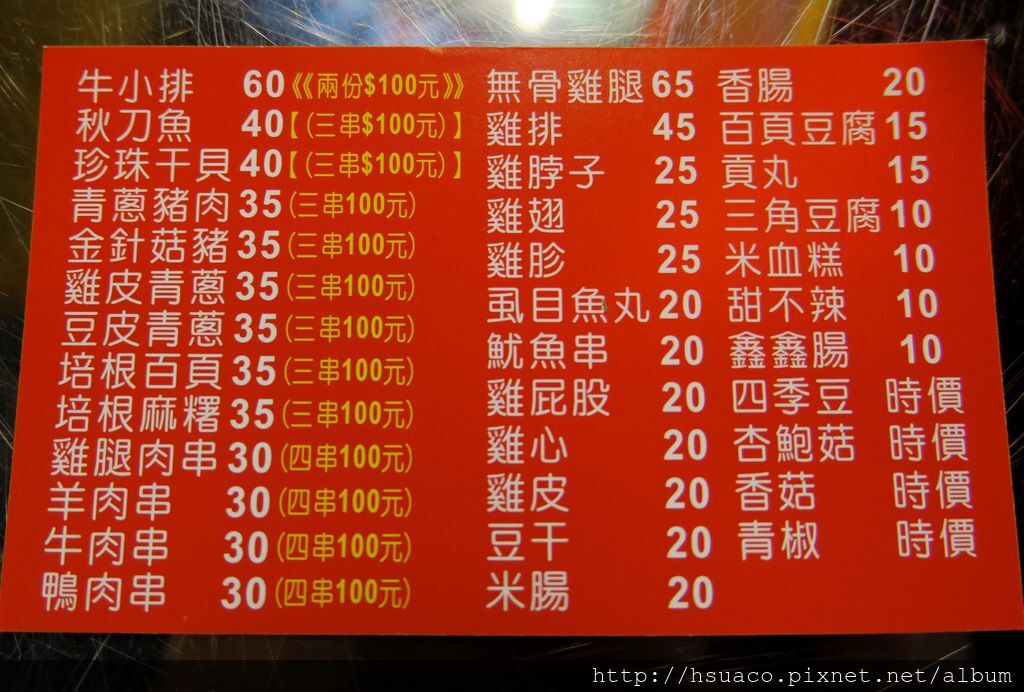 牛小排 60 《《兩份$100元》》
秋刀魚 40 【(三串$100元)】
珍珠干貝 40 【(三串$100元)】
青蔥豬肉 35 (三串100元)
金針菇豬 35 (三串100元)
雞皮青蔥 35 (三串100元)
豆皮青蔥 35 (三串100元)
培根百頁 35 (三串100元)
培根麻糬 35 (三串100元)
雞腿肉串 30 (四串100元)
羊肉串 30 (四串100元)
牛肉串 30 (四串100元)
鴨肉串 30 (四串100元)
無骨雞腿 65
雞排 45
雞脖子 25
雞翅 25
雞胗 25
虱目魚丸 20
魷魚串 20
雞屁股 20
雞心 20
雞皮 20
豆干 20
米腸 20
香腸 20
百頁豆腐 15
貢丸 15
三角豆腐 10
米血糕 10
甜不辣 10
鑫鑫腸 10
四季豆 時價
杏鮑菇 時價
香菇 時價
青椒 時價
http://hsuaco.pixnet.net/album